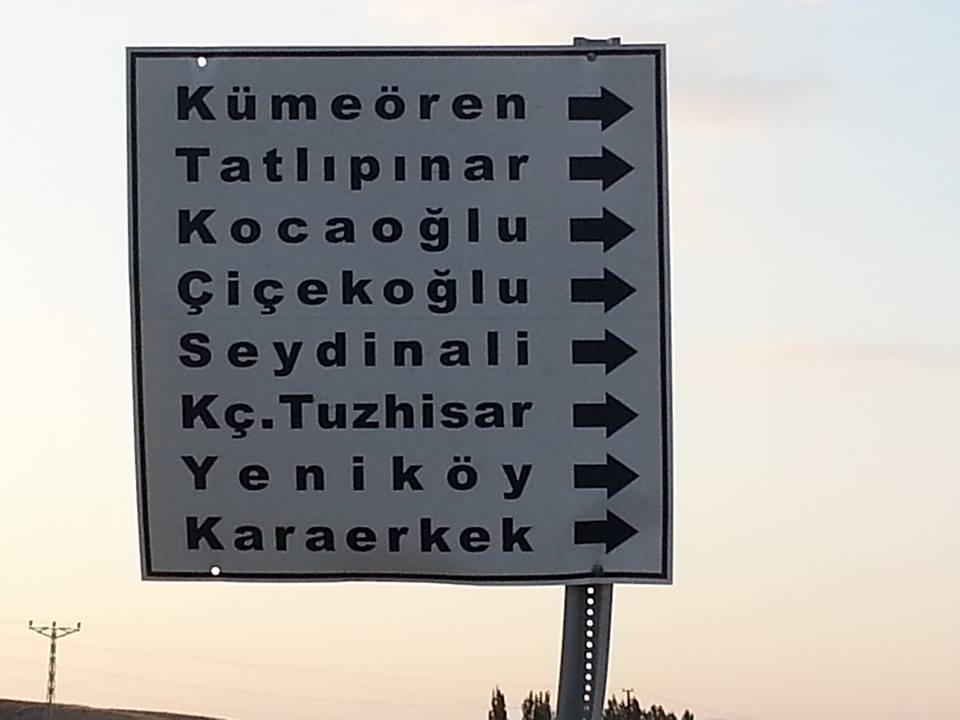 Kümeören
Tatlıpınar
Kocaoğlu
Çiçekoğlu
Seydinali
Kç.Tuzhisar
Yeniköy
Karaerkek